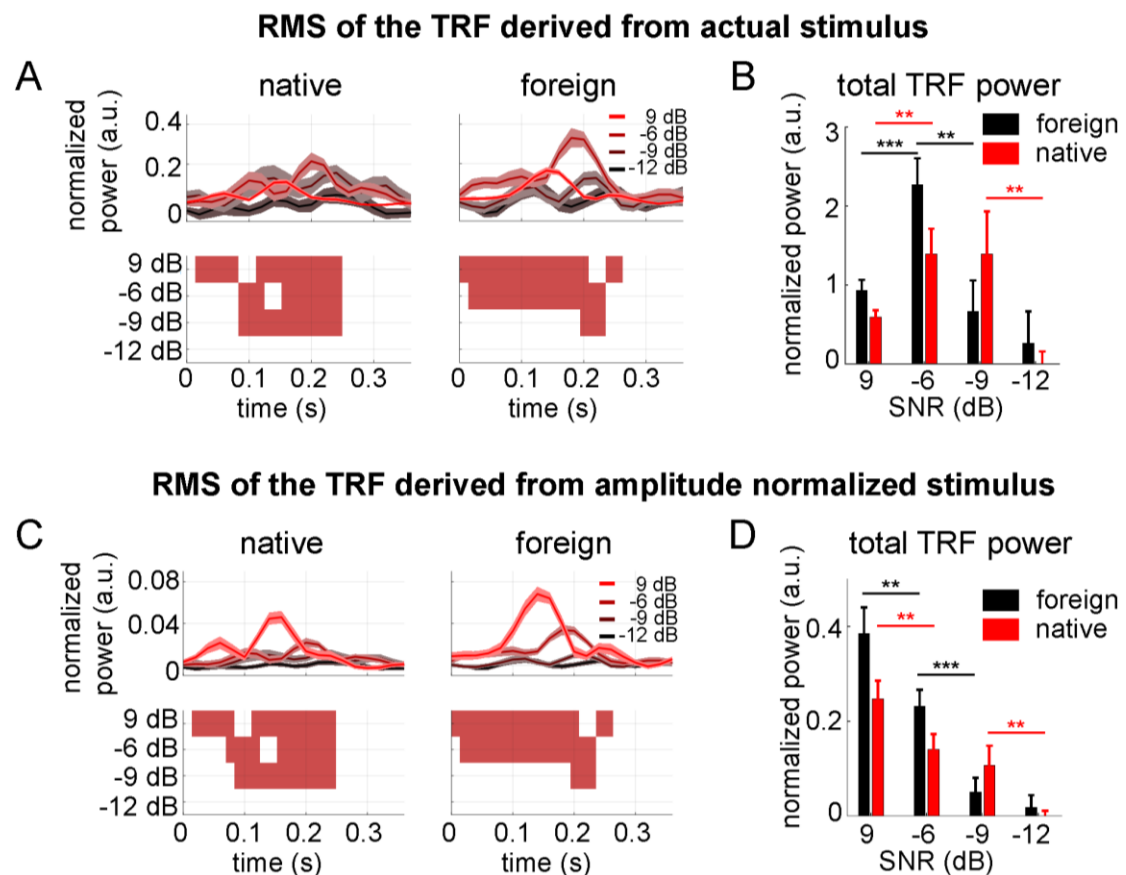 RMS of the TRF derived from actual stimulus
A
native
foreign
normalized
power (a.u.)
0.4
0.2
0
9 dB
-6 dB
-9 dB
-12 dB
9 dB
-6 dB
-9 dB
-12 dB
0 0.1 0.2 0.3
time (s)
0 0.1 0.2 0.3
time (s)
B
total TRF power
normalized power (a.u.)
3
2
1
0
foreign
native
**
*** **
**
9 -6 -9 -12
SNR (dB)
RMS of the TRF derived from amplitude normalized stimulus
C
native
foreign
normalized
power (a.u.)
0.08
0.04
0
9 dB
-6 dB
-9 dB
-12 dB
9 dB
-6 dB
-9 dB
-12 dB
0 0.1 0.2 0.3
time (s)
0 0.1 0.2 0.3
time (s)
D
total TRF power
normalized power (a.u.)
0.4
0.2
0
foreign
native
**
**
***
**
9 -6 -9 -12
SNR (dB)